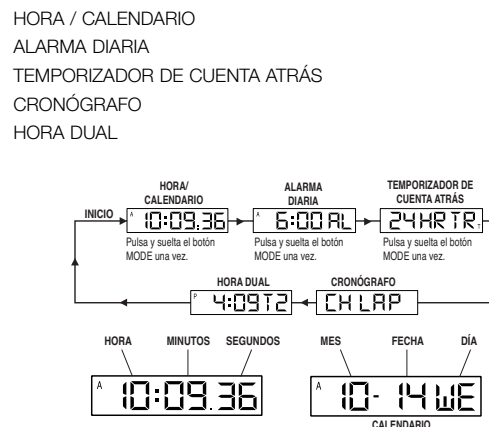 HORA / CALENDARIO
ALARMA DIARIA
TEMPORIZADOR DE CUENTA ATRÁS
CRONÓGRAFO
HORA DUAL
HORA/
CALENDARIO
ALARMA
DIARIA
TEMPORIZADOR DE
CUENTA ATRÁS
INICIO
A 10:09.36
A 6:00 AL
24HR TR T
Pulsa y suelta el botón
MODE una vez.
Pulsa y suelta el botón
MODE una vez.
Pulsa y suelta el botón
MODE una vez.
HORA DUAL
CRONÓGRAFO
P 4:09T2
CH LAP
HORA MINUTOS SEGUNDOS
MES FECHA DÍA
A 10:09.36
A 10- 14 WE
CALENDARIO